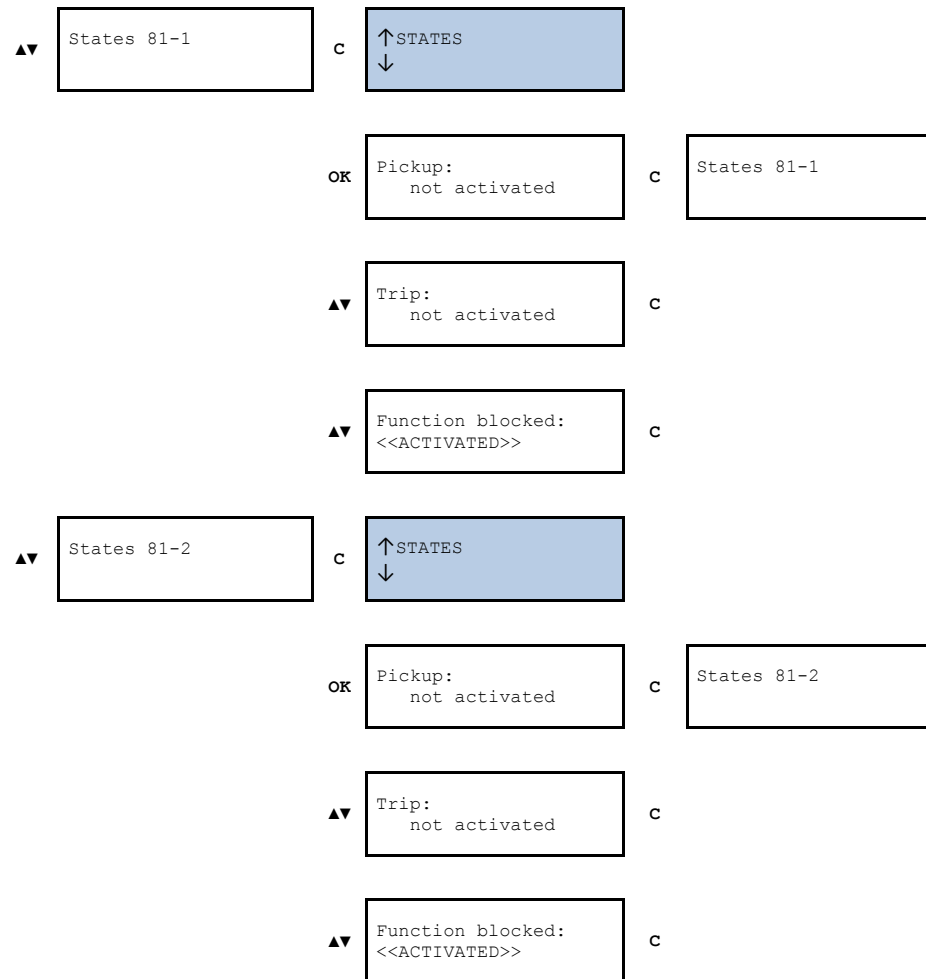 ▲▼ States 81-1 C ↑STATES
↓
OK Pickup:
not activated C States 81-1
▲▼ Trip:
not activated C
▲▼ Function blocked:
<<ACTIVATED>> C
▲▼ States 81-2 C ↑STATES
↓
OK Pickup:
not activated C States 81-2
▲▼ Trip:
not activated C
▲▼ Function blocked:
<<ACTIVATED>> C